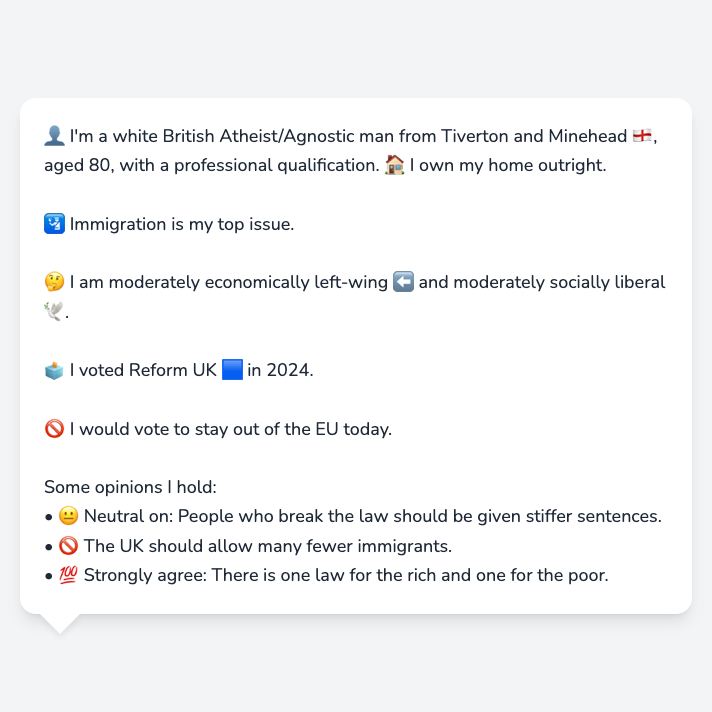 👤 I'm a white British Atheist/Agnostic man from Tiverton and Minehead 🏴󠁧󠁢󠁥󠁮󠁧󠁿,
aged 80, with a professional qualification. 🏠 I own my home outright.
🛂 Immigration is my top issue.
🤔 I am moderately economically left-wing ⬅️ and moderately socially liberal
🕊️.
🗳️ I voted Reform UK 🟦 in 2024.
🚫 I would vote to stay out of the EU today.
Some opinions I hold:
• 😐 Neutral on: People who break the law should be given stiffer sentences.
• 🚫 The UK should allow many fewer immigrants.
• 💯 Strongly agree: There is one law for the rich and one for the poor.